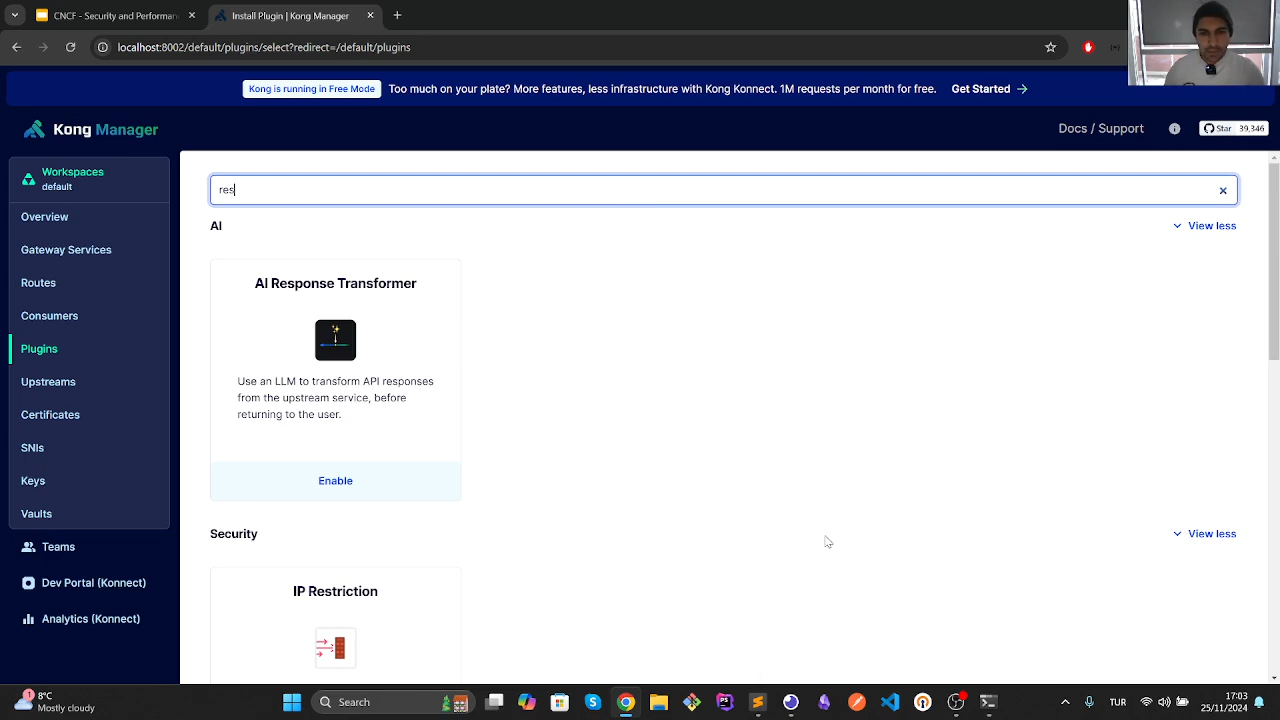 CNCF - Security and Performan
Install Plugin | Kong Manager
localhost:8002/default/plugins/select?redirect=/default/plugins
Kong is running in Free Mode
Too much on your plate? More features, less infrastructure with Kong Konnect. 1M requests per month for free.
Get Started
Kong Manager
Docs / Support
Star
39,346
Workspaces
default
Overview
Gateway Services
Routes
Consumers
Plugins
Upstreams
Certificates
SNIs
Keys
Vaults
Teams
Dev Portal (Konnect)
Analytics (Konnect)
res
AI
View less
AI Response Transformer
Use an LLM to transform API responses
from the upstream service, before
returning to the user.
Enable
Security
View less
IP Restriction
1
8°C
Mostly cloudy
Search
TUR
17:03
25/11/2024